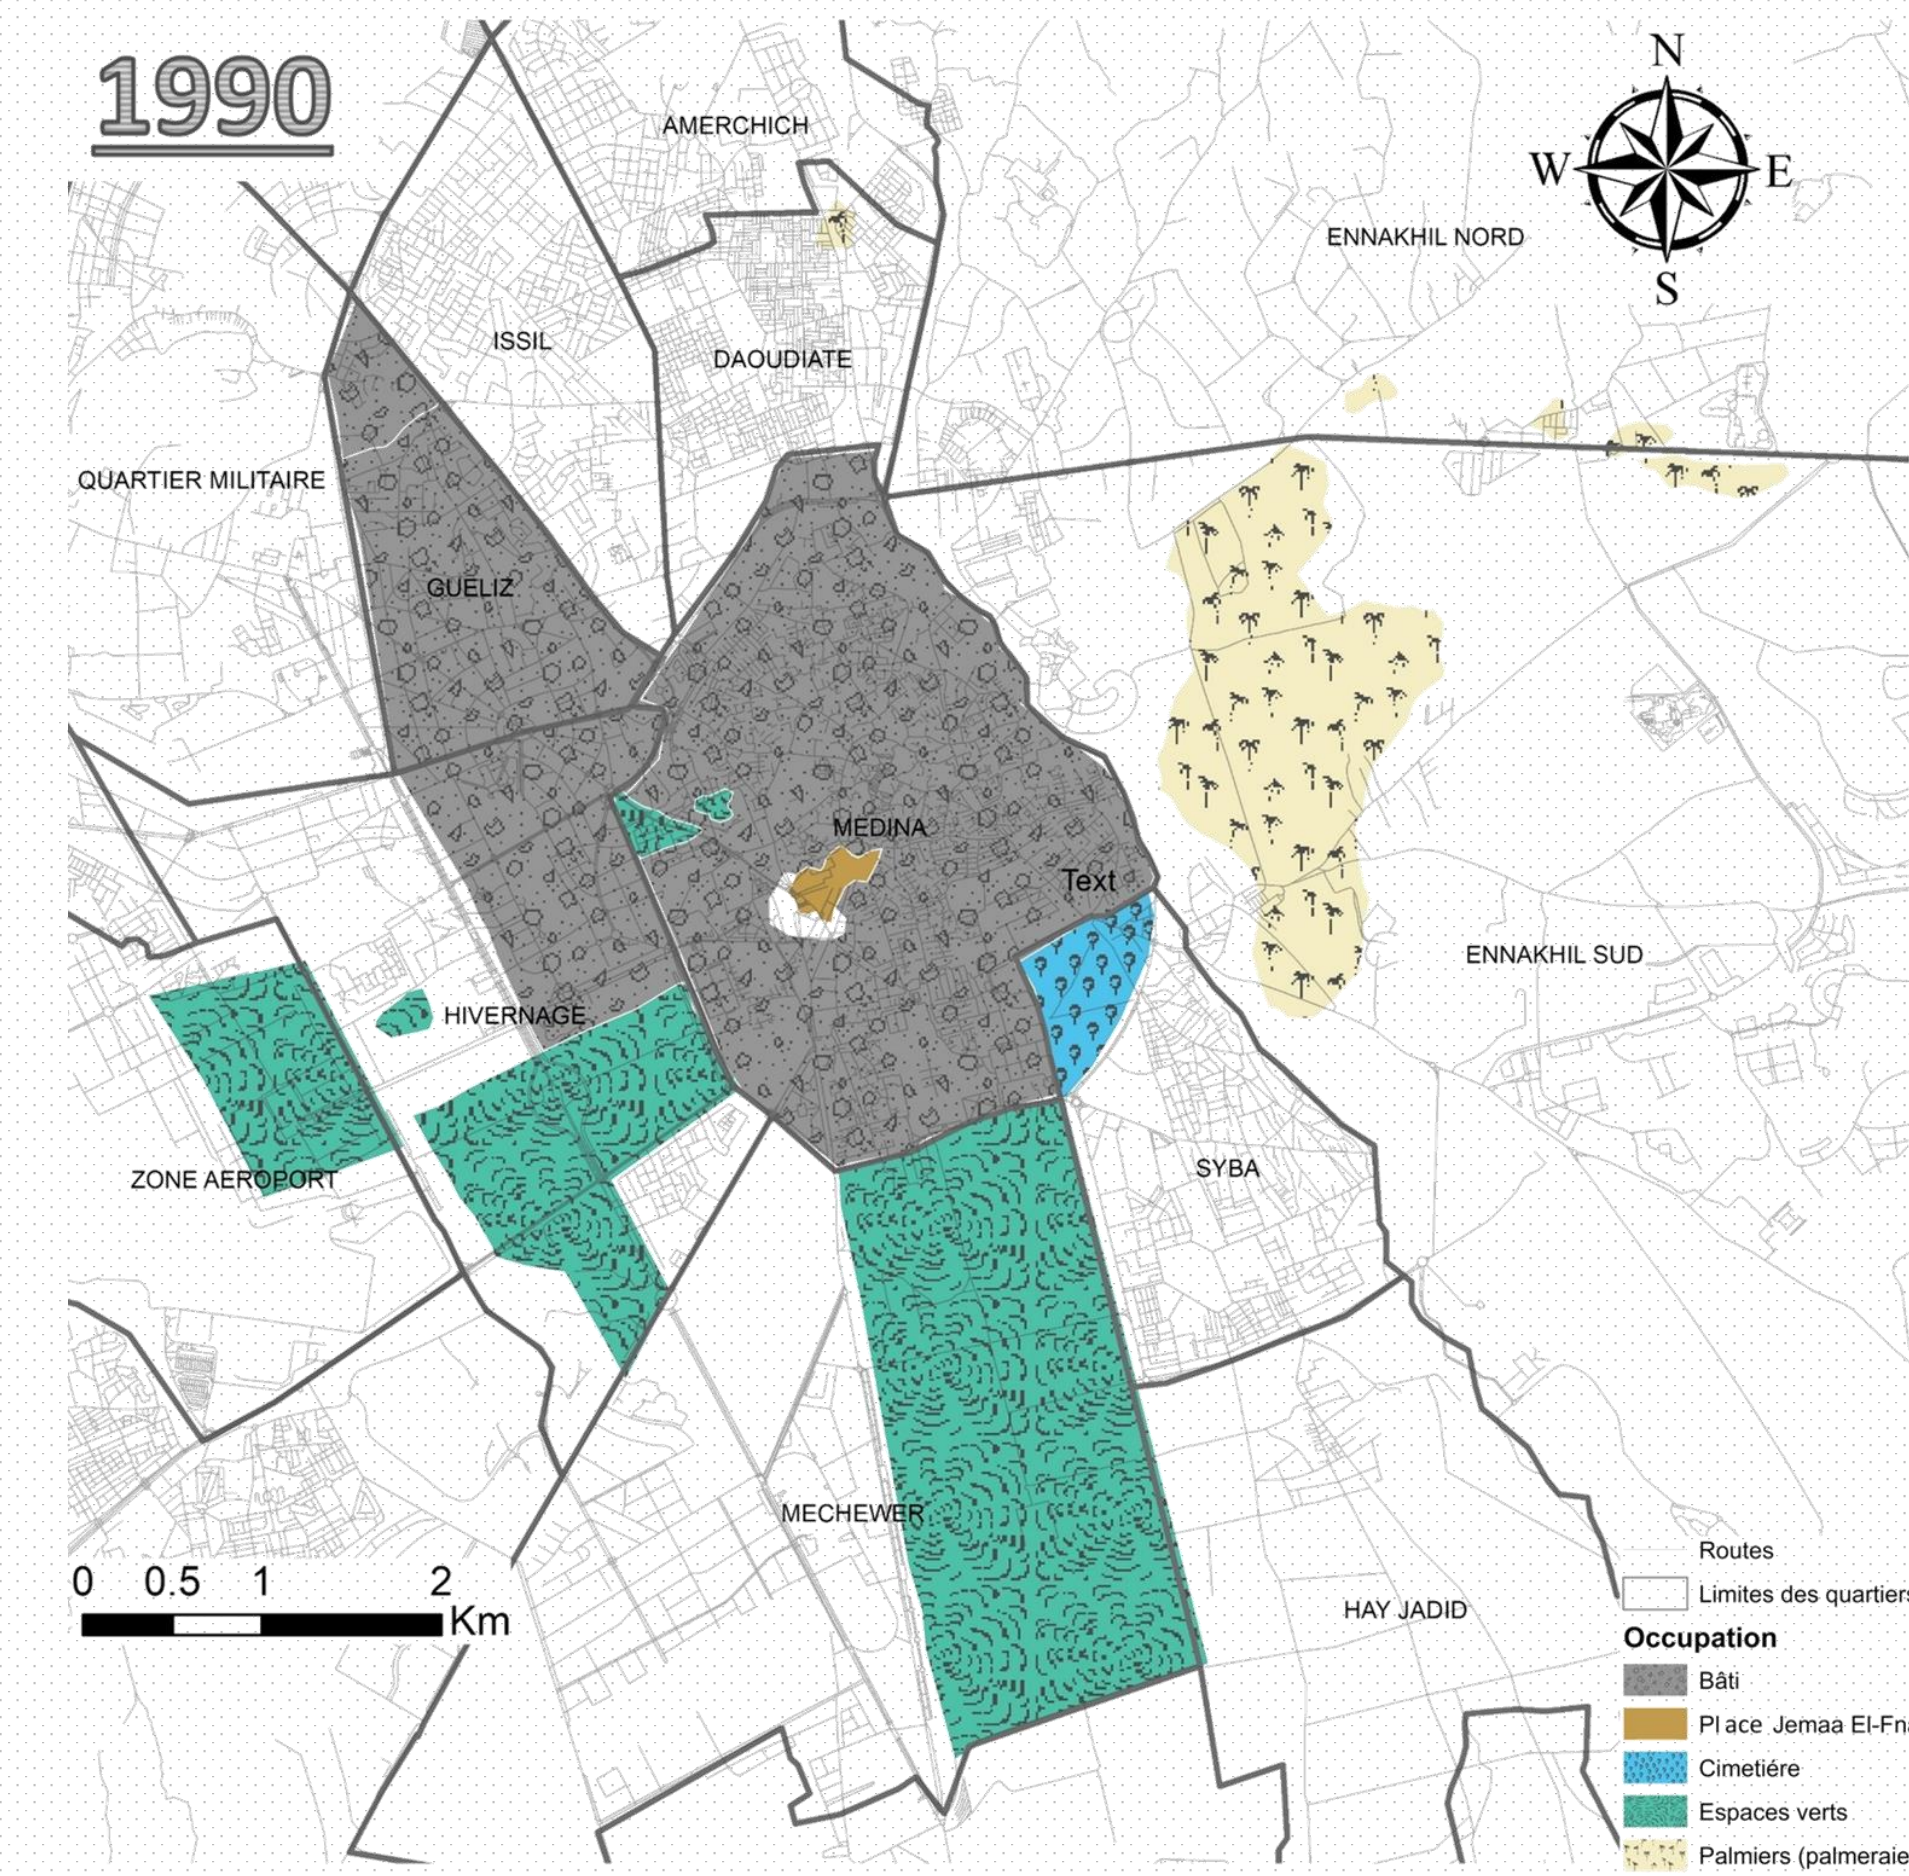 1990
N
W
E
S
AMERCHICH
ENNAKHIL NORD
ISSIL
DAOUDIATE
QUARTIER MILITAIRE
GUELIZ
MEDINA
Text
ENNAKHIL SUD
HIVERNAGE
SYBA
ZONE AEROPORT
MECHEWER
HAY JADID
0 0.5 1 2
Km
Routes
Limites des quartiers
Occupation
Bâti
Place Jemaa El-Fna
Cimetiére
Espaces verts
Palmiers (palmeraie